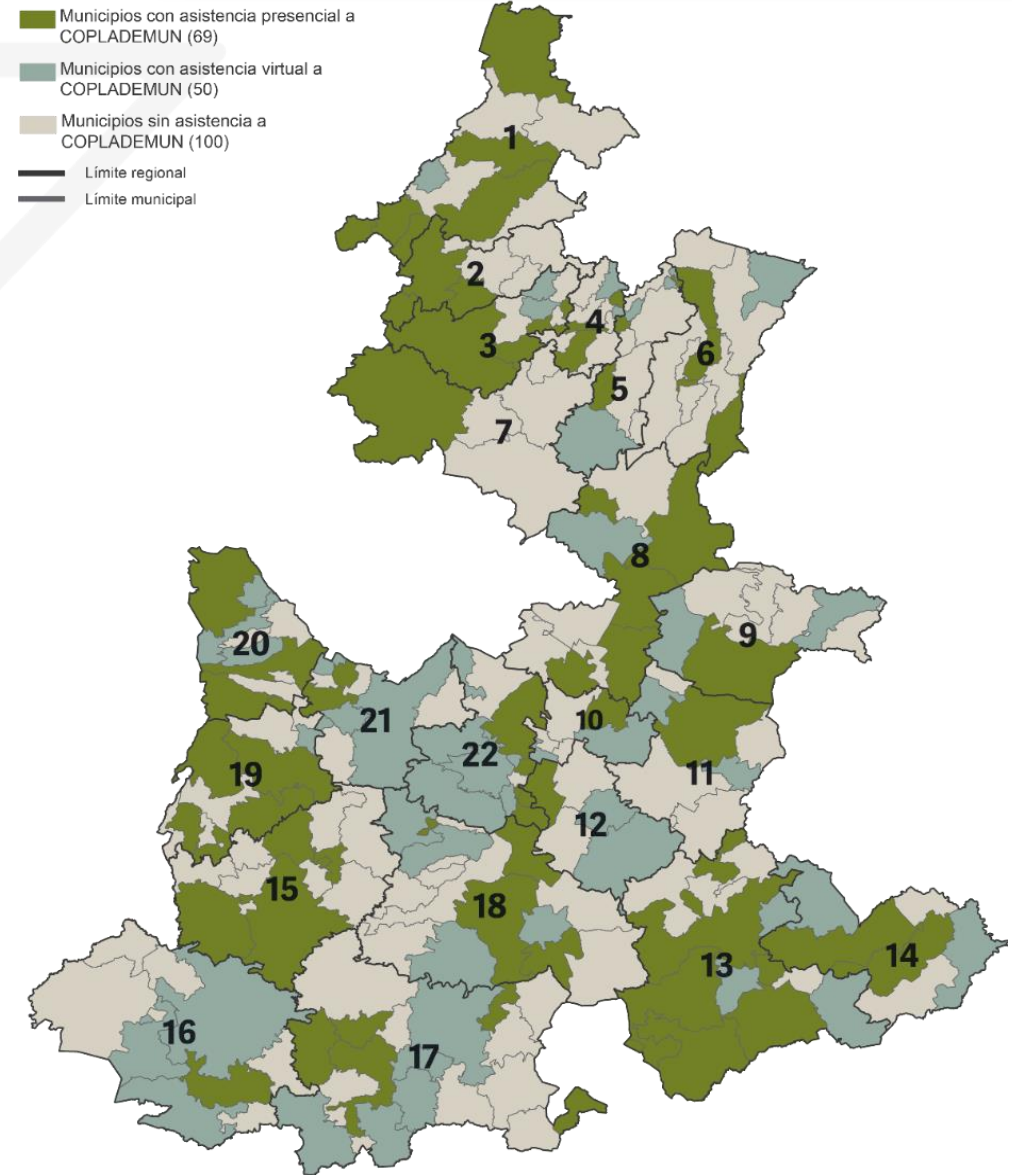 Municipios con asistencia presencial a
COPLADEMUN (69)
Municipios con asistencia virtual a
COPLADEMUN (50)
Municipios sin asistencia a
COPLADEMUN (100)
Límite regional
Límite municipal
1
2
4
3
6
5
7
8
9
20
10
21
22
19
11
12
15
18
14
13
16
17